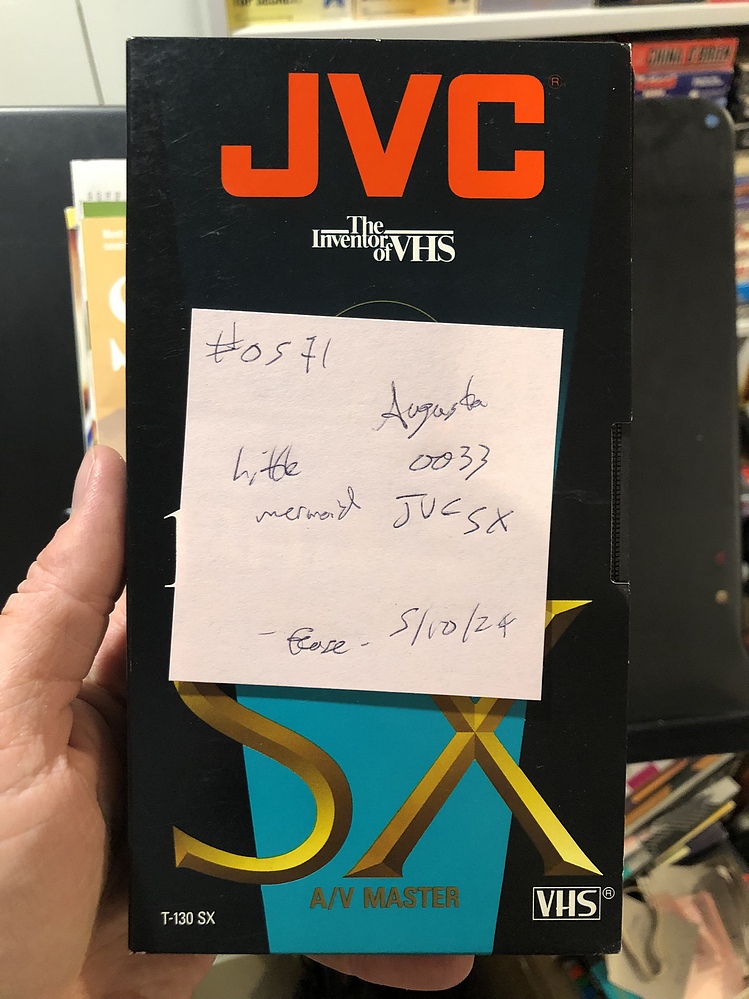 JVC®
The
Inventor
of VHS
#0571
Augusta
Little 0033
mermaid JVC SX
- Erase - 5/10/24
SX
A/V MASTER
T-130 SX
VHS®